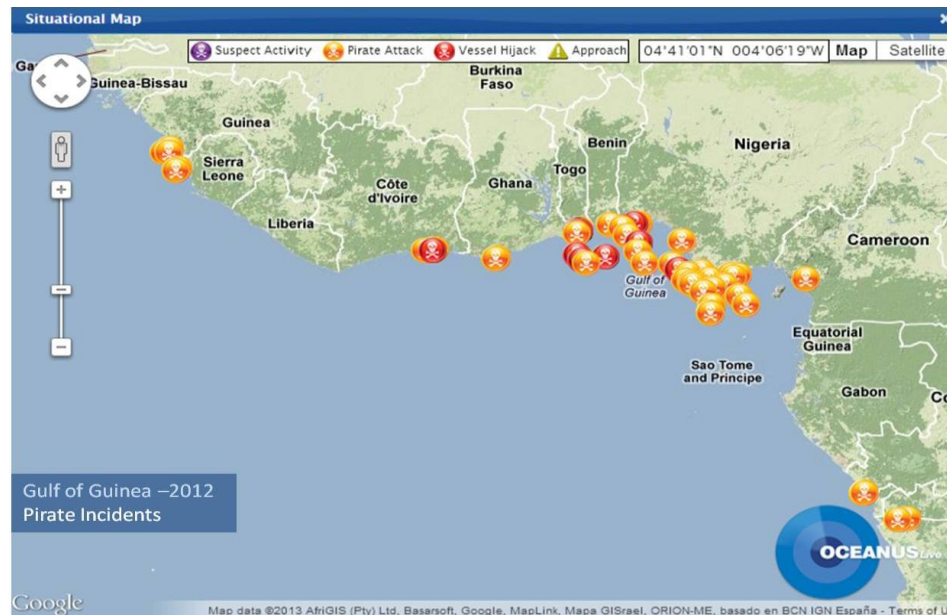 Situational Map
Suspect Activity Pirate Attack Vessel Hijack Approach 04°41'01"N 004°06'19"W Map Satellite
Burkina
Faso
Guinea-Bissau
Guinea
Benin
Nigeria
Sierra
Leone
Côte
d'Ivoire
Ghana
Togo
Liberia
Cameroon
Gulf of
Guinea
Equatorial
Guinea
Sao Tome
and Principe
Gabon
Gulf of Guinea –2012
Pirate Incidents
OCEANUS Live
Google
Map data ©2013 AfriGIS (Pty) Ltd, Basarsoft, Google, MapLink, Mapa GISrael, ORION-ME, basado en BCN IGN España - Terms of U